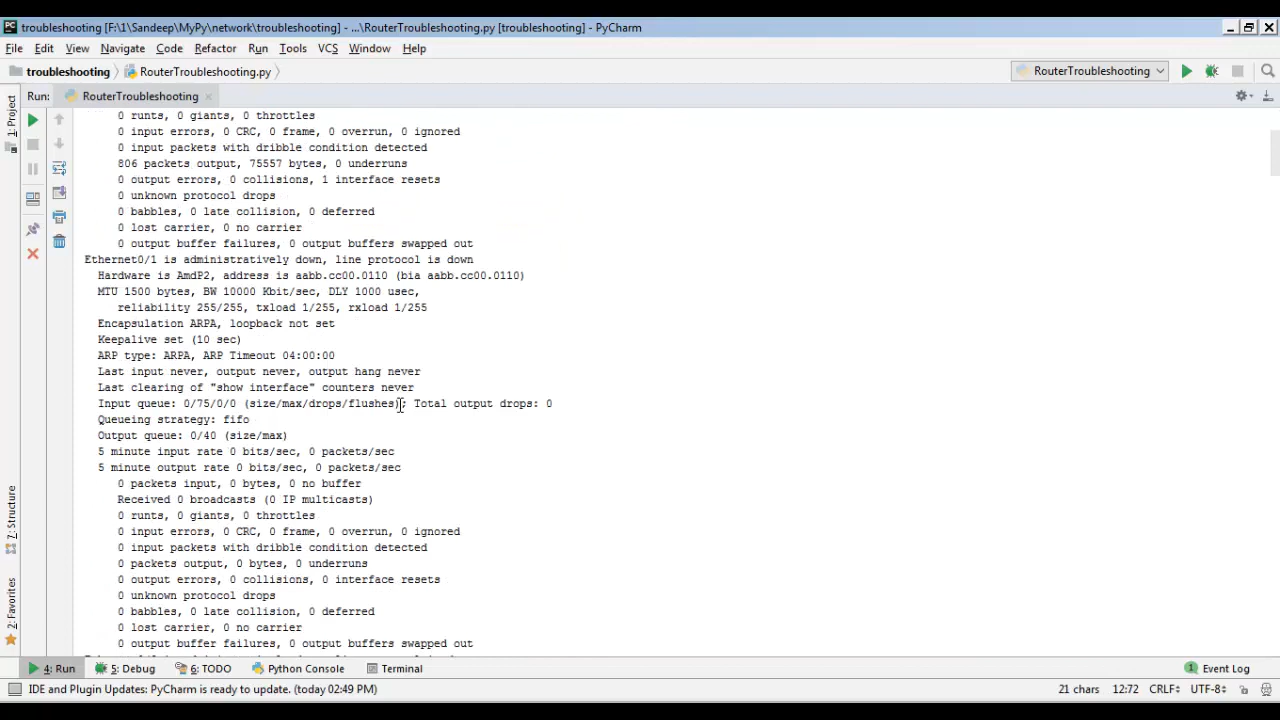 troubleshooting [F:\1\Sandeep\MyPy\network\troubleshooting] - ...\RouterTroubleshooting.py [troubleshooting] - PyCharm
File Edit View Navigate Code Refactor Run Tools VCS Window Help
troubleshooting RouterTroubleshooting.py RouterTroubleshooting
Run: RouterTroubleshooting
1: Project
0 runts, 0 giants, 0 throttles
0 input errors, 0 CRC, 0 frame, 0 overrun, 0 ignored
0 input packets with dribble condition detected
806 packets output, 75557 bytes, 0 underruns
0 output errors, 0 collisions, 1 interface resets
0 unknown protocol drops
0 babbles, 0 late collision, 0 deferred
0 lost carrier, 0 no carrier
0 output buffer failures, 0 output buffers swapped out
Ethernet0/1 is administratively down, line protocol is down
Hardware is AmdP2, address is aabb.cc00.0110 (bia aabb.cc00.0110)
MTU 1500 bytes, BW 10000 Kbit/sec, DLY 1000 usec,
reliability 255/255, txload 1/255, rxload 1/255
Encapsulation ARPA, loopback not set
Keepalive set (10 sec)
ARP type: ARPA, ARP Timeout 04:00:00
Last input never, output never, output hang never
Last clearing of "show interface" counters never
Input queue: 0/75/0/0 (size/max/drops/flushes); Total output drops: 0
Queueing strategy: fifo
Output queue: 0/40 (size/max)
5 minute input rate 0 bits/sec, 0 packets/sec
5 minute output rate 0 bits/sec, 0 packets/sec
0 packets input, 0 bytes, 0 no buffer
Received 0 broadcasts (0 IP multicasts)
0 runts, 0 giants, 0 throttles
0 input errors, 0 CRC, 0 frame, 0 overrun, 0 ignored
0 input packets with dribble condition detected
0 packets output, 0 bytes, 0 underruns
0 output errors, 0 collisions, 0 interface resets
0 unknown protocol drops
0 babbles, 0 late collision, 0 deferred
0 lost carrier, 0 no carrier
0 output buffer failures, 0 output buffers swapped out
7: Structure
2: Favorites
4: Run 5: Debug 6: TODO Python Console Terminal 1 Event Log
IDE and Plugin Updates: PyCharm is ready to update. (today 02:49 PM) 21 chars 12:72 CRLF UTF-8